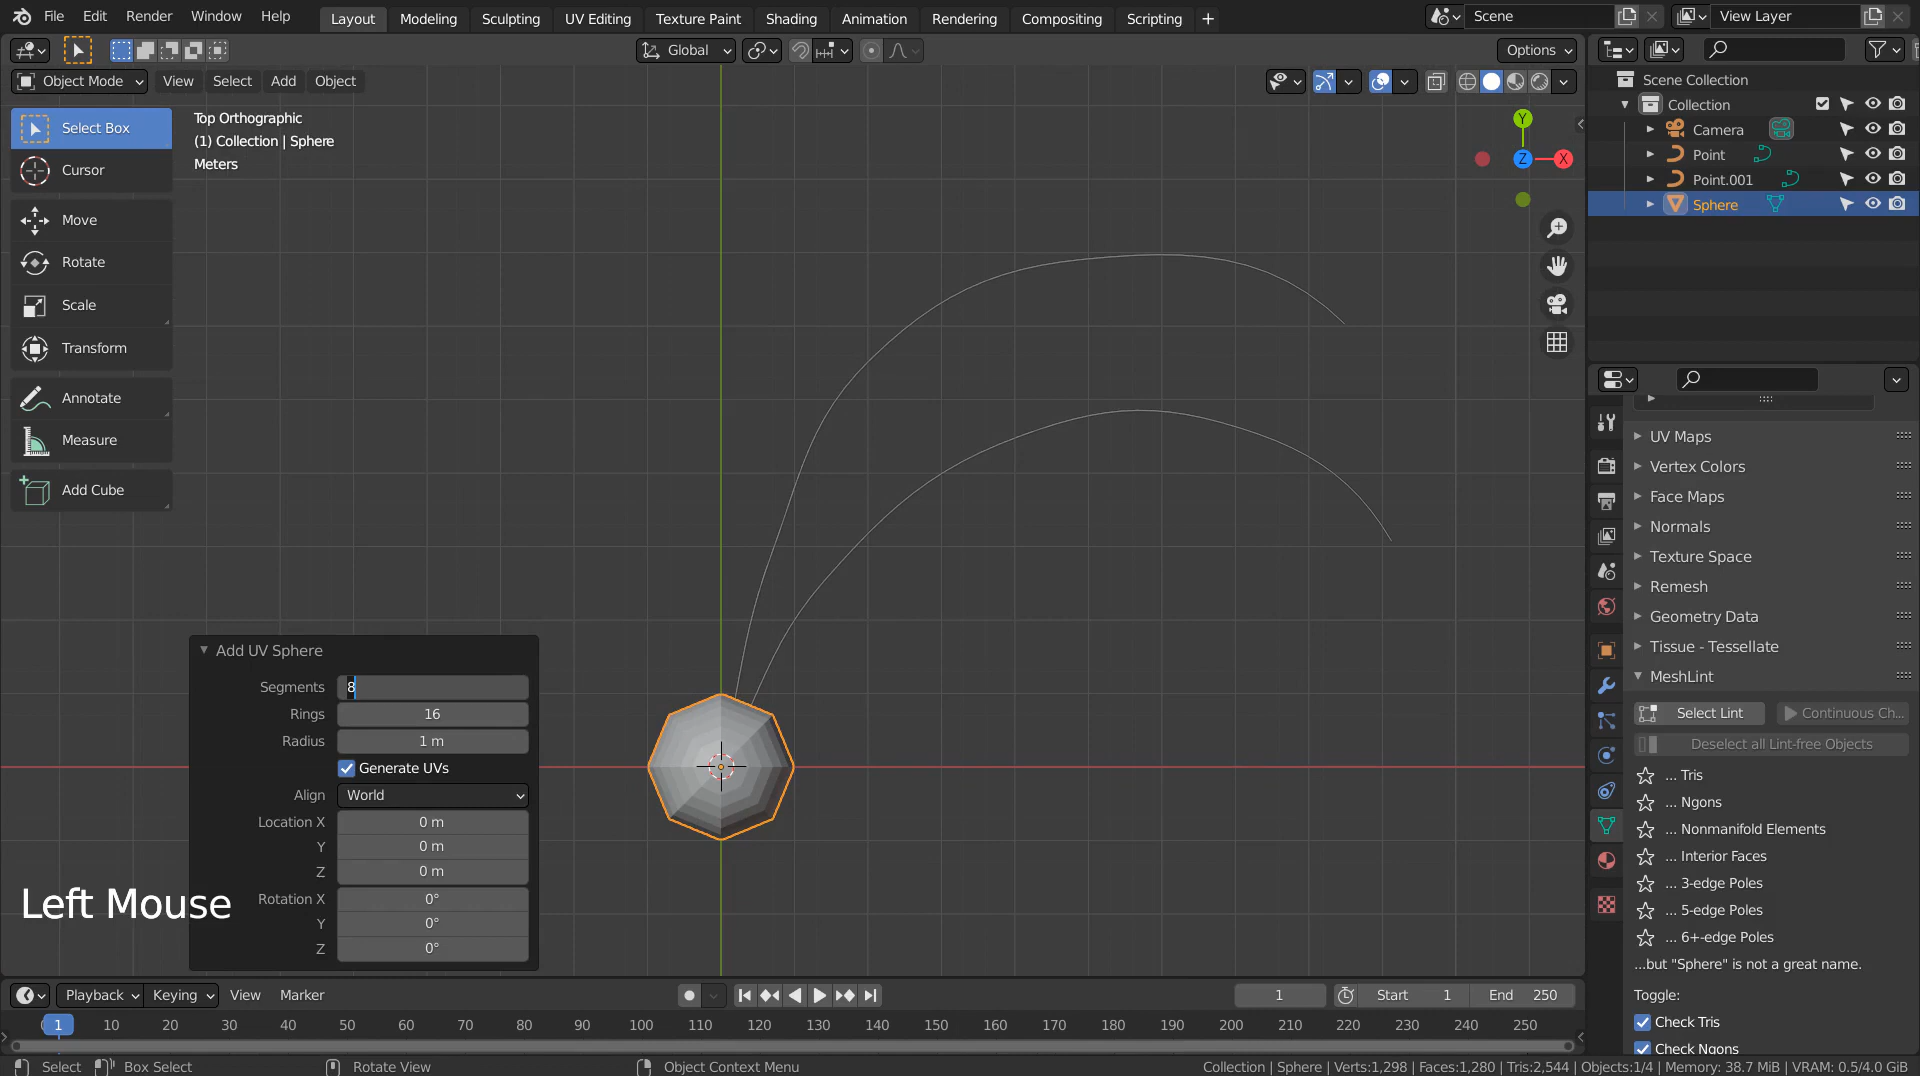 File Edit Render Window Help Layout Modeling Sculpting UV Editing Texture Paint Shading Animation Rendering Compositing Scripting + Scene View Layer
Global Options
Object Mode View Select Add Object
Select Box
Cursor
Move
Rotate
Scale
Transform
Annotate
Measure
Add Cube
Top Orthographic
(1) Collection | Sphere
Meters
Y
Z
X
Scene Collection
Collection
Camera
Point
Point.001
Sphere
UV Maps
Vertex Colors
Face Maps
Normals
Texture Space
Remesh
Geometry Data
Tissue - Tessellate
MeshLint
Select Lint Continuous Ch...
Deselect all Lint-free Objects
... Tris
... Ngons
... Nonmanifold Elements
... Interior Faces
... 3-edge Poles
... 5-edge Poles
... 6+-edge Poles
...but "Sphere" is not a great name.
Toggle:
Check Tris
Check Ngons
Add UV Sphere
Segments 8
Rings 16
Radius 1 m
Generate UVs
Align World
Location X 0 m
Y 0 m
Z 0 m
Rotation X 0°
Y 0°
Z 0°
Left Mouse
Playback Keying View Marker 1 Start 1 End 250
1 10 20 30 40 50 60 70 80 90 100 110 120 130 140 150 160 170 180 190 200 210 220 230 240 250
Select Box Select Rotate View Object Context Menu Collection | Sphere | Verts:1,298 | Faces:1,280 | Tris:2,544 | Objects:1/4 | Memory: 38.7 MiB | VRAM: 0.5/4.0 GiB